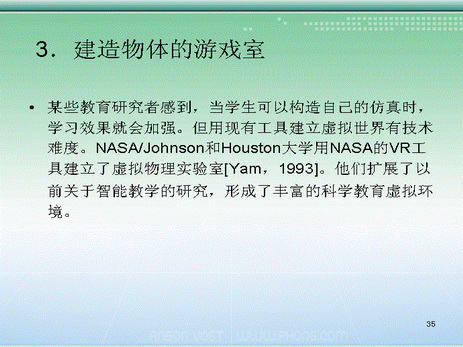 3．建造物体的游戏室
• 某些教育研究者感到，当学生可以构造自己的仿真时，
学习效果就会加强。但用现有工具建立虚拟世界有技术
难度。NASA/Johnson和Houston大学用NASA的VR工
具建立了虚拟物理实验室[Yam，1993]。他们扩展了以
前关于智能教学的研究，形成了丰富的科学教育虚拟环
境。
35